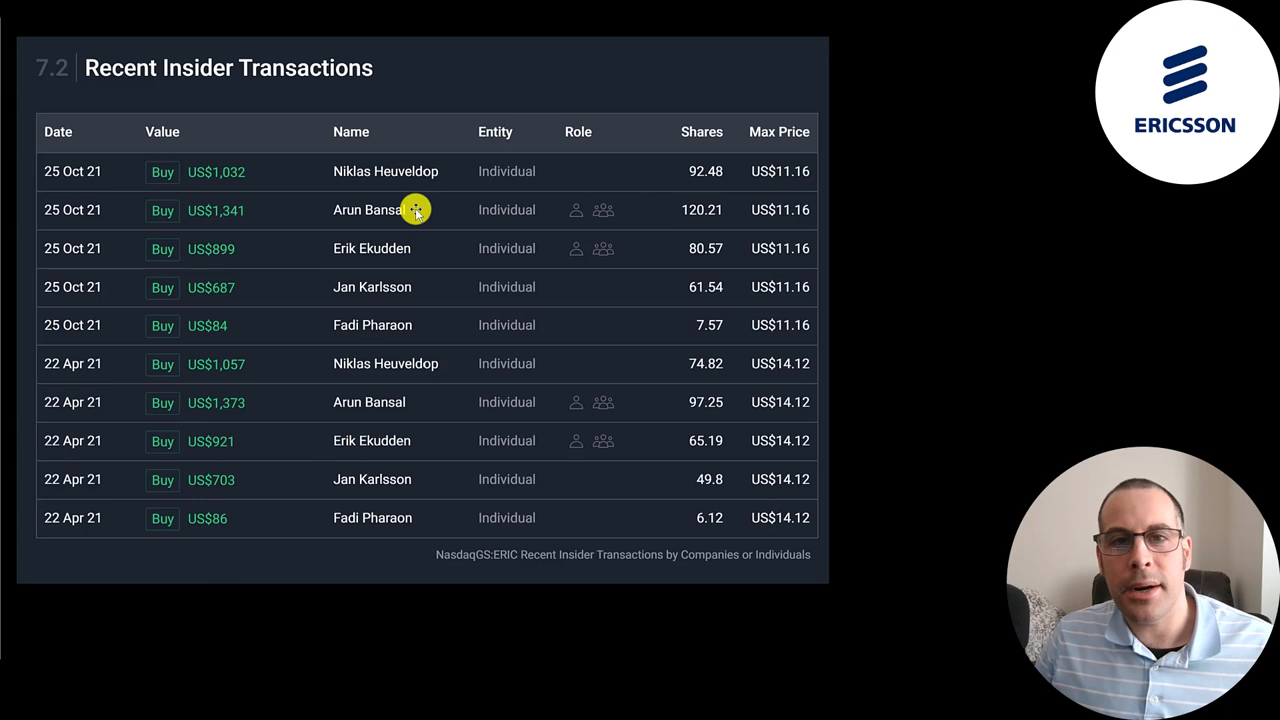 7.2 Recent Insider Transactions
Date Value Name Entity Role Shares Max Price
25 Oct 21 Buy US$1,032 Niklas Heuveldop Individual 92.48 US$11.16
25 Oct 21 Buy US$1,341 Arun Bansal Individual 120.21 US$11.16
25 Oct 21 Buy US$899 Erik Ekudden Individual 80.57 US$11.16
25 Oct 21 Buy US$687 Jan Karlsson Individual 61.54 US$11.16
25 Oct 21 Buy US$84 Fadi Pharaon Individual 7.57 US$11.16
22 Apr 21 Buy US$1,057 Niklas Heuveldop Individual 74.82 US$14.12
22 Apr 21 Buy US$1,373 Arun Bansal Individual 97.25 US$14.12
22 Apr 21 Buy US$921 Erik Ekudden Individual 65.19 US$14.12
22 Apr 21 Buy US$703 Jan Karlsson Individual 49.8 US$14.12
22 Apr 21 Buy US$86 Fadi Pharaon Individual 6.12 US$14.12
NasdaqGS:ERIC Recent Insider Transactions by Companies or Individuals
ERICSSON